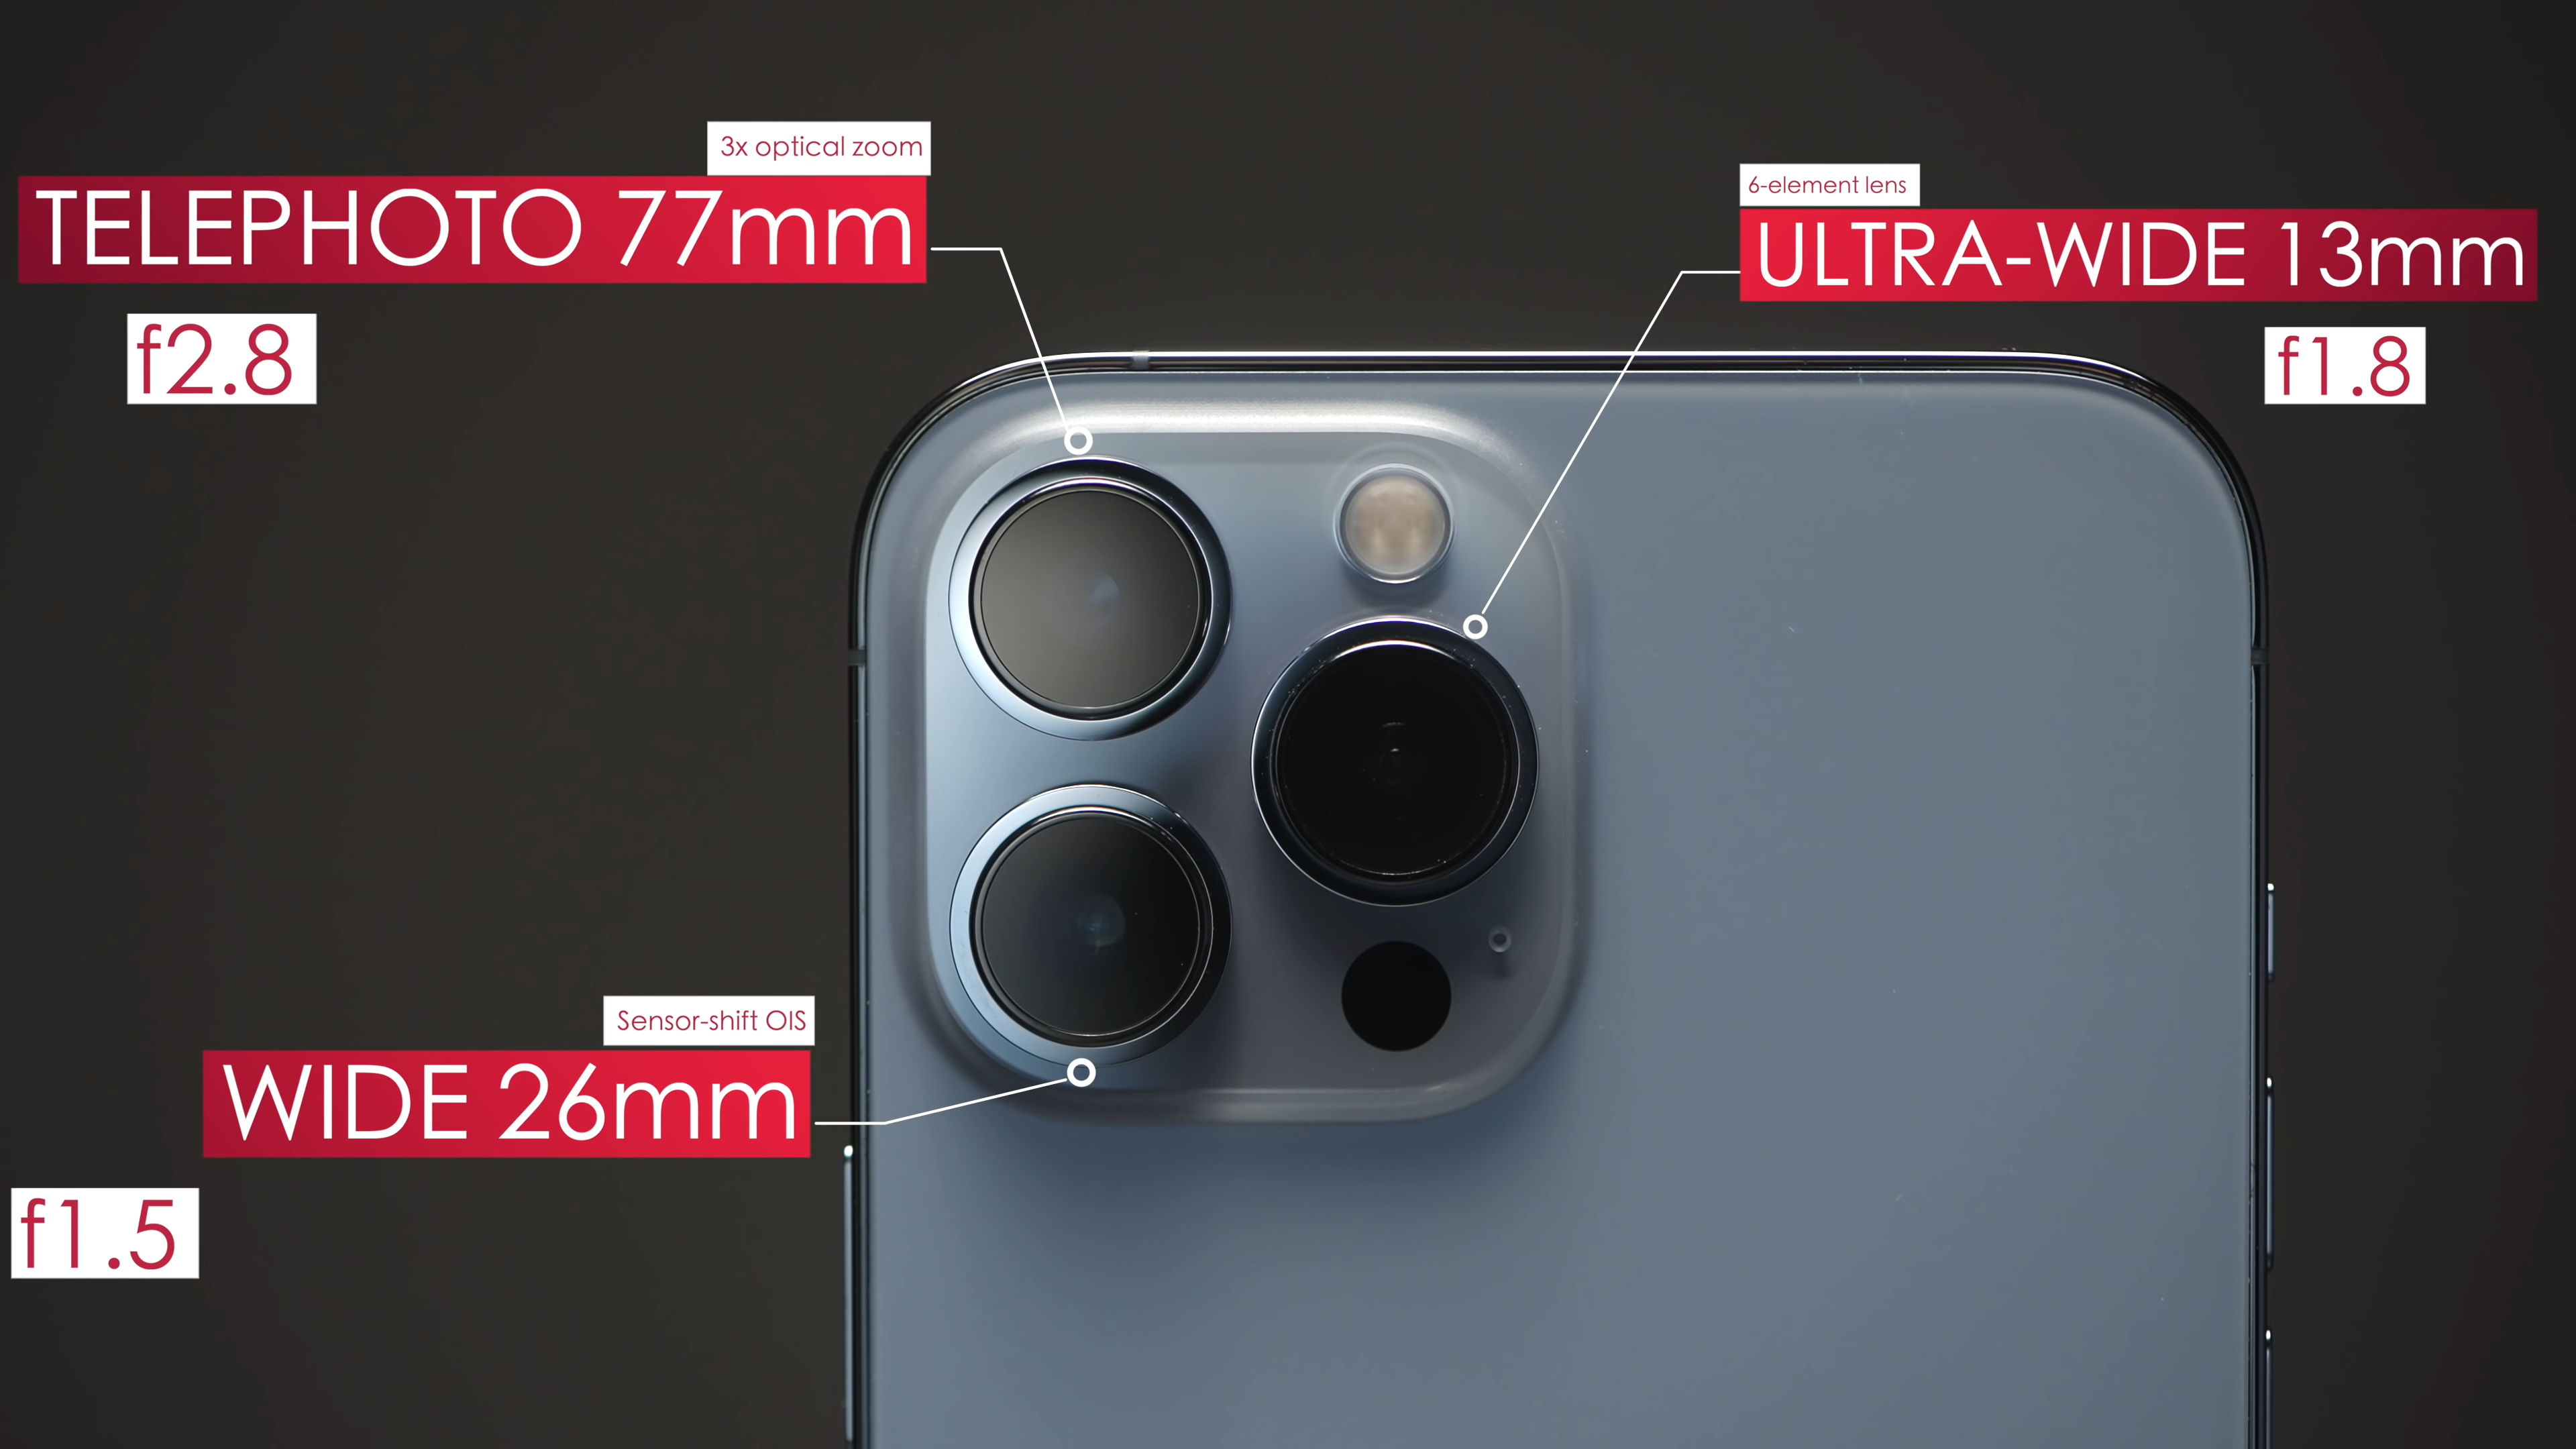 3x optical zoom
TELEPHOTO 77mm
f2.8
6-element lens
ULTRA-WIDE 13mm
f1.8
Sensor-shift OIS
WIDE 26mm
f1.5